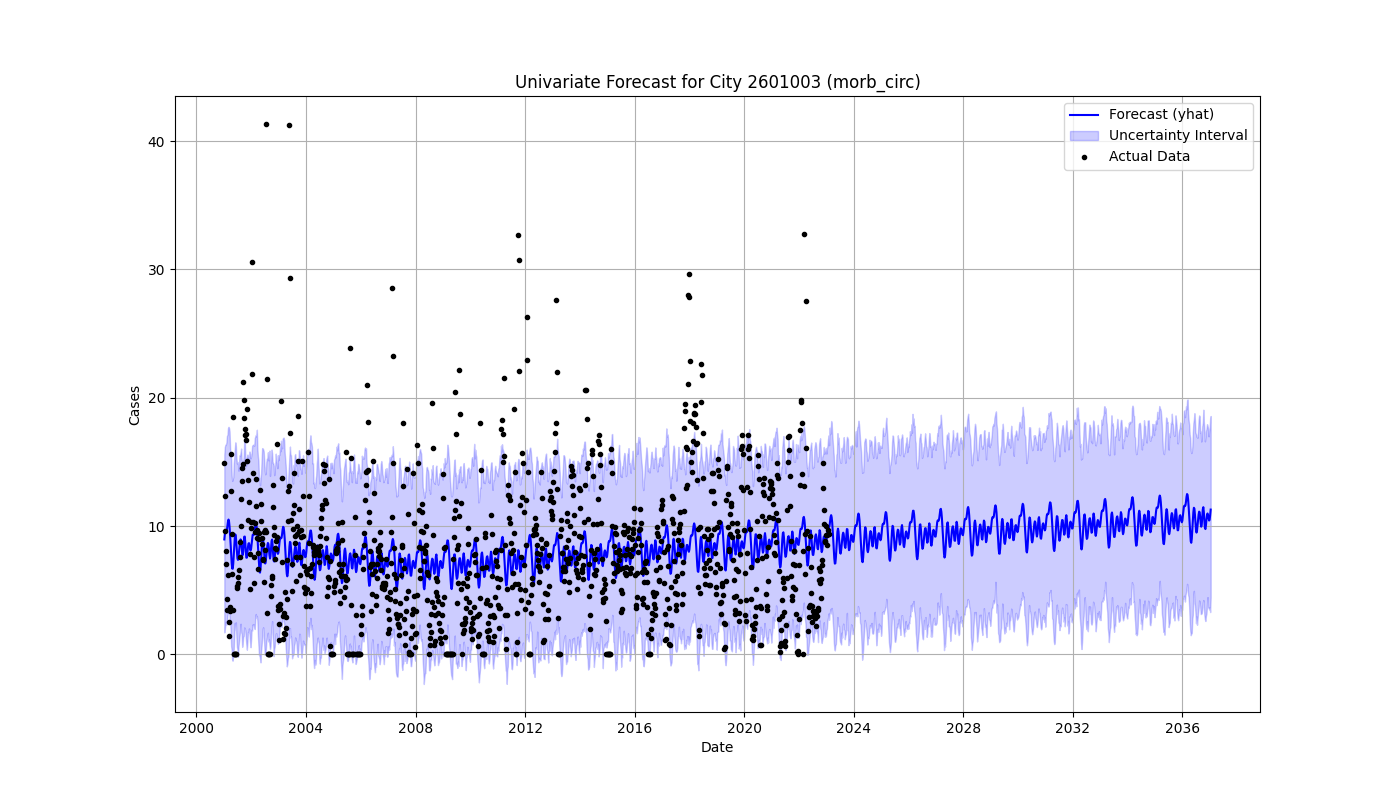 Univariate Forecast for City 2601003 (morb_circ)
Forecast (yhat)
Uncertainty Interval
Actual Data
Cases
40
30
20
10
0
2000 2004 2008 2012 2016 2020 2024 2028 2032 2036
Date